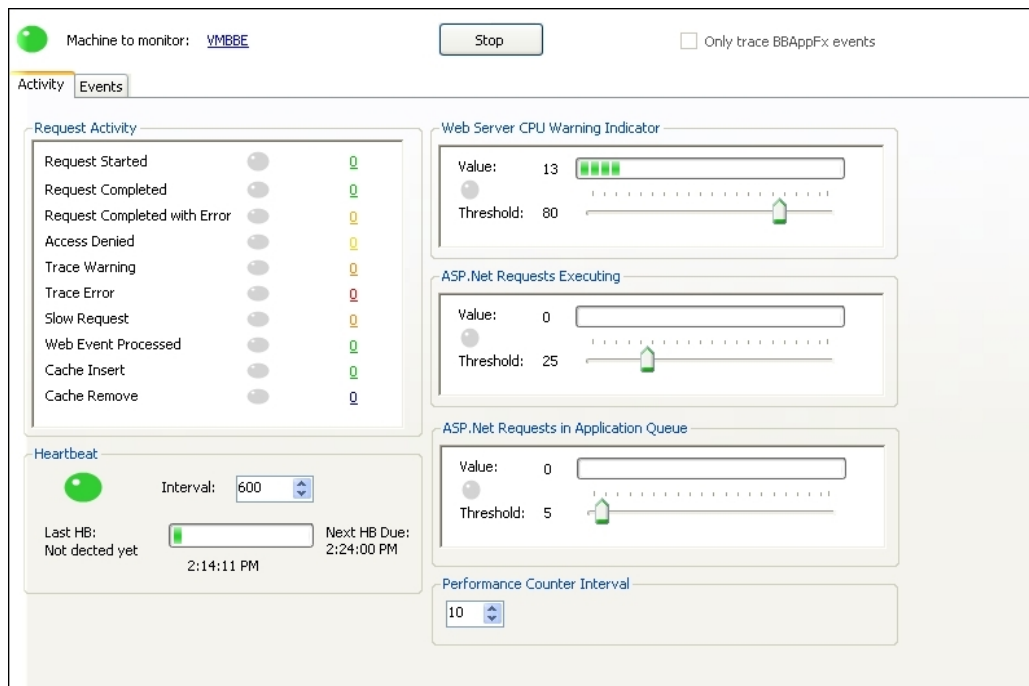 Machine to monitor: VMBBE
Stop
Only trace BBAppFx events
Activity
Events
Request Activity
Request Started 0
Request Completed 0
Request Completed with Error 0
Access Denied 0
Trace Warning 0
Trace Error 0
Slow Request 0
Web Event Processed 0
Cache Insert 0
Cache Remove 0
Heartbeat
Interval: 600
Last HB:
Not dected yet
2:14:11 PM
Next HB Due:
2:24:00 PM
Web Server CPU Warning Indicator
Value: 13
Threshold: 80
ASP.Net Requests Executing
Value: 0
Threshold: 25
ASP.Net Requests in Application Queue
Value: 0
Threshold: 5
Performance Counter Interval
10